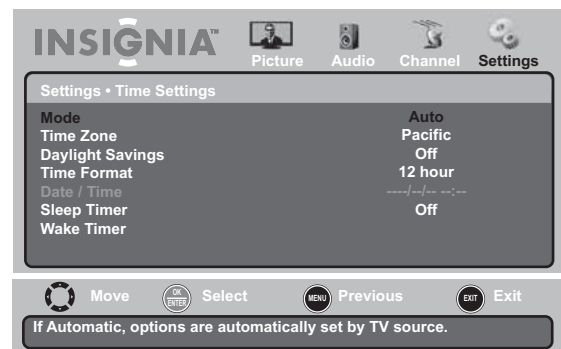 INSIGNIA™
Picture Audio Channel Settings
Settings • Time Settings
Mode Auto
Time Zone Pacific
Daylight Savings Off
Time Format 12 hour
Date / Time ----/--/-- --:--
Sleep Timer Off
Wake Timer
Move OK ENTER Select MENU Previous EXIT Exit
If Automatic, options are automatically set by TV source.